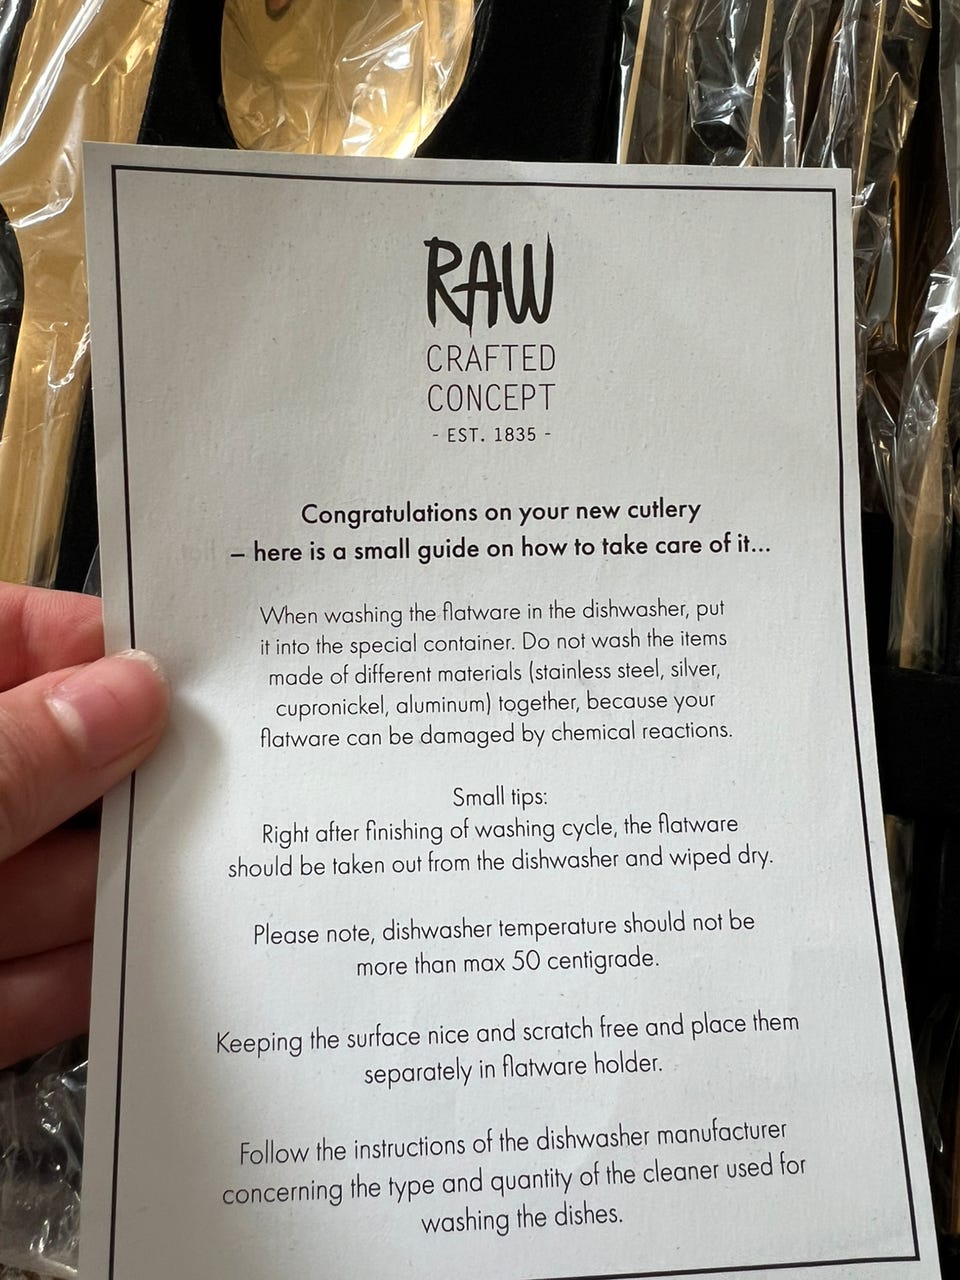 RAW
CRAFTED
CONCEPT
- EST. 1835 -
Congratulations on your new cutlery
– here is a small guide on how to take care of it...
When washing the flatware in the dishwasher, put
it into the special container. Do not wash the items
made of different materials (stainless steel, silver,
cupronickel, aluminum) together, because your
flatware can be damaged by chemical reactions.
Small tips:
Right after finishing of washing cycle, the flatware
should be taken out from the dishwasher and wiped dry.
Please note, dishwasher temperature should not be
more than max 50 centigrade.
Keeping the surface nice and scratch free and place them
separately in flatware holder.
Follow the instructions of the dishwasher manufacturer
concerning the type and quantity of the cleaner used for
washing the dishes.